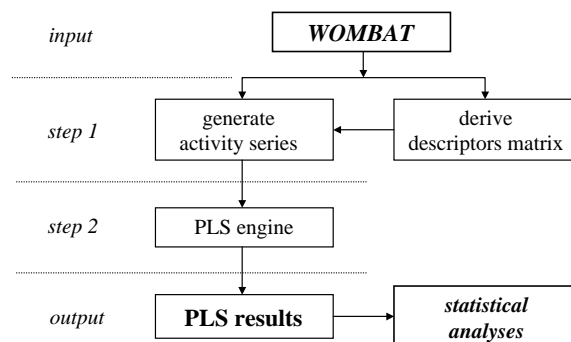 input
WOMBAT
step 1
generate
activity series
derive
descriptors matrix
step 2
PLS engine
output
PLS results
statistical
analyses